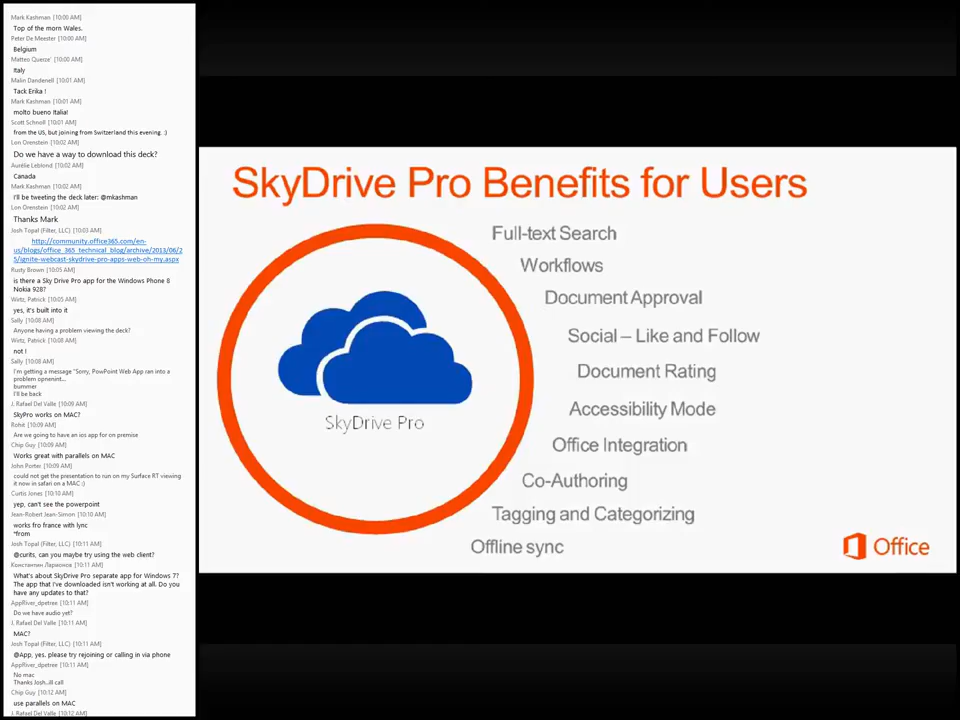 Mark Kashman [10:00 AM]
Top of the morn Wales.
Peter De Meester [10:00 AM]
Belgium
Matteo Queize' [10:00 AM]
Italy
Malin Dandenell [10:01 AM]
Tack Erika !
Mark Kashman [10:01 AM]
molto bueno Italia!
Scott Schnoll [10:01 AM]
from the US, but joining from Switzerland this evening. :)
Lon Orenstein [10:02 AM]
Do we have a way to download this deck?
Aurélie Leblond [10:02 AM]
Canada
Mark Kashman [10:02 AM]
I'll be tweeting the deck later: @mkashman
Lon Orenstein [10:02 AM]
Thanks Mark
Josh Topal (Filter, LLC) [10:03 AM]
http://community.office365.com/en-
us/blogs/office_365_technical_blog/archive/2013/06/2
5/ignite-webcast-skydrive-pro-apps-web-oh-my.aspx
Rusty Brown [10:05 AM]
is there a Sky Drive Pro app for the Windows Phone 8
Nokia 928?
Wirtz, Patrick [10:05 AM]
yes, it's built into it
Sally [10:08 AM]
Anyone having a problem viewing the deck?
Wirtz, Patrick [10:08 AM]
not I
Sally [10:08 AM]
I'm getting a message "Sorry, PowPoint Web App ran into a
problem openinint...
bummer
I'll be back
J. Rafael Del Valle [10:09 AM]
SkyPro works on MAC?
Rohit [10:09 AM]
Are we going to have an ios app for on premise
Chip Guy [10:09 AM]
Works great with parallels on MAC
John Porter [10:09 AM]
could not get the presentation to run on my Surface RT viewing
it now in safari on a MAC :)
Curtis Jones [10:10 AM]
yep, can't see the powerpoint
Jean-Robert Jean-Simon [10:10 AM]
works fro france with lync
*from
Josh Topal (Filter, LLC) [10:11 AM]
@curits, can you maybe try using the web client?
Константин Ларионов [10:11 AM]
What's about SkyDrive Pro separate app for Windows 7?
The app that I've downloaded isn't working at all. Do you
have any updates to that?
AppRiver_dpetree [10:11 AM]
Do we have audio yet?
J. Rafael Del Valle [10:11 AM]
MAC?
Josh Topal (Filter, LLC) [10:11 AM]
@App, yes. please try rejoining or calling in via phone
AppRiver_dpetree [10:11 AM]
No mac
Thanks Josh...ill call
Chip Guy [10:12 AM]
use parallels on MAC
J. Rafael Del Valle [10:12 AM]
SkyDrive Pro Benefits for Users
Full-text Search
Workflows
Document Approval
Social – Like and Follow
Document Rating
Accessibility Mode
Office Integration
Co-Authoring
Tagging and Categorizing
Offline sync
SkyDrive Pro
Office